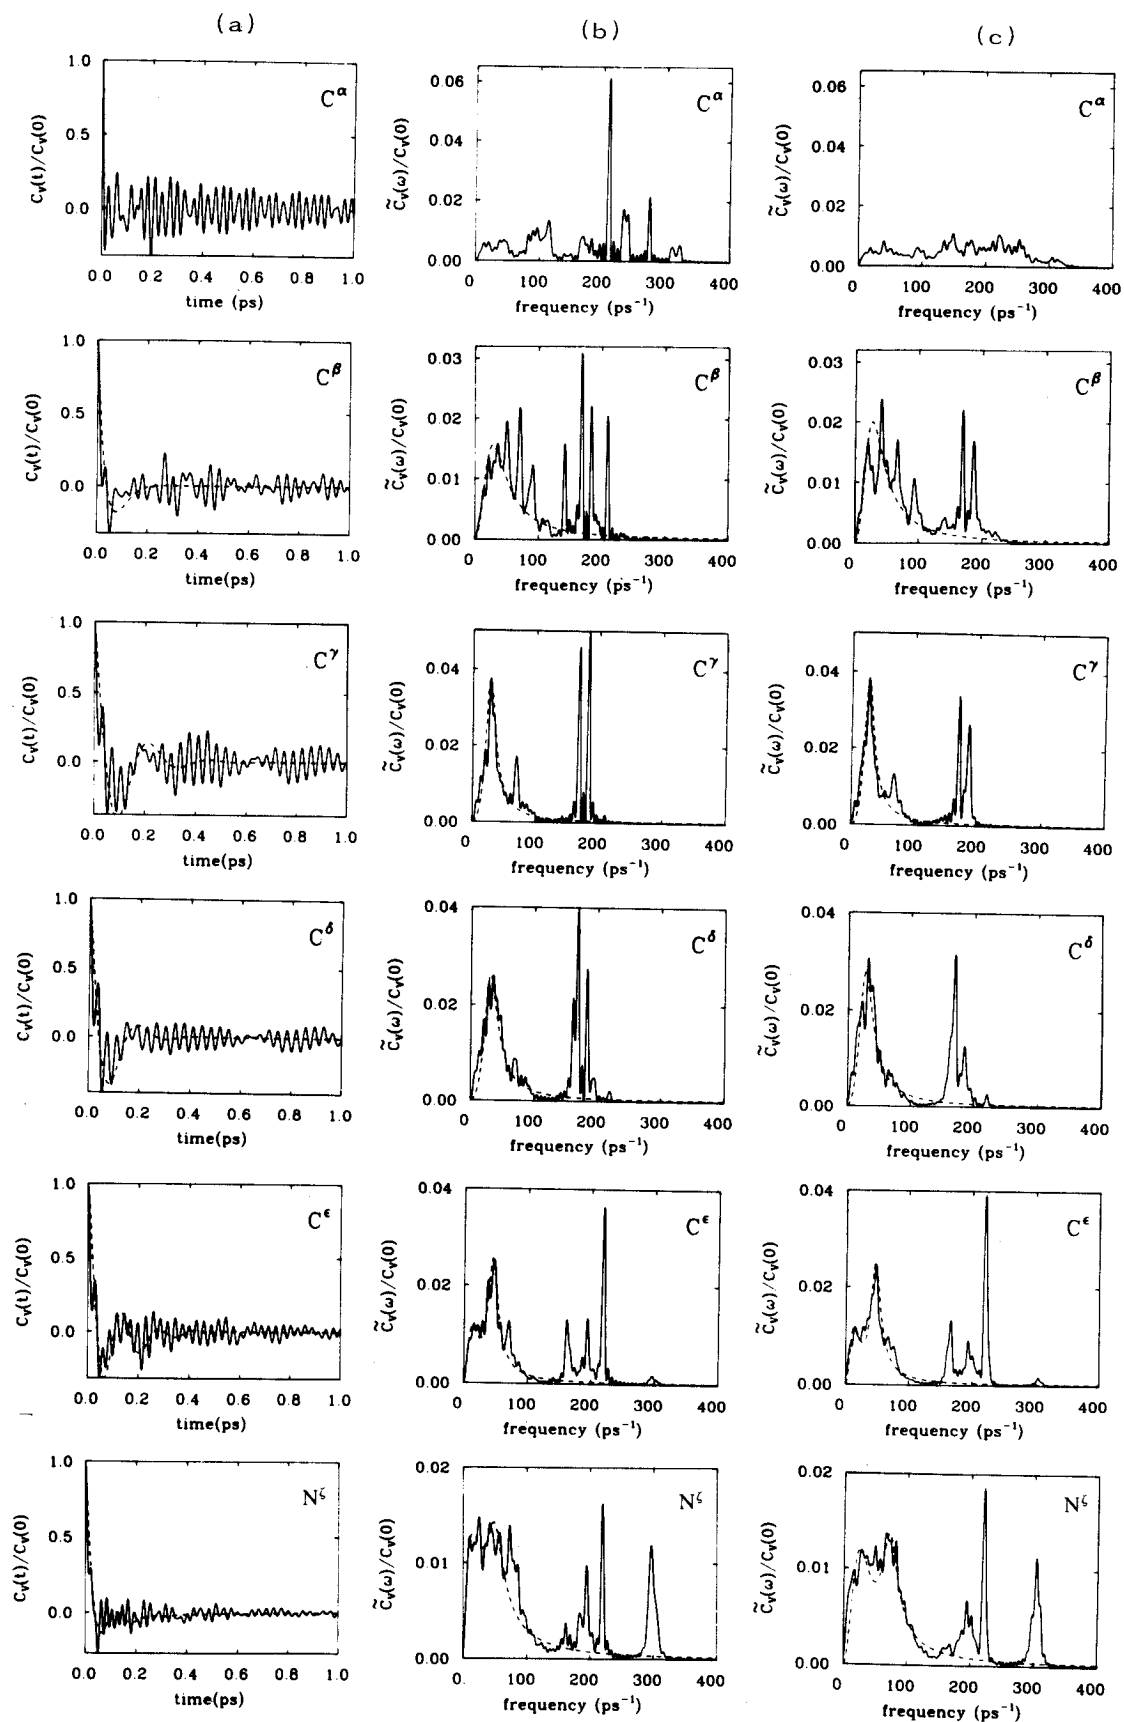 (a) (b) (c)
1.0 0.5 0.0
C_v(t)/C_v(0)
C^α
0.0 0.2 0.4 0.6 0.8 1.0
time (ps)
0.06 0.04 0.02 0.00
C̃_v(ω)/C_v(0)
C^α
0 100 200 300 400
frequency (ps⁻¹)
0.06 0.04 0.02 0.00
C̃_v(ω)/C_v(0)
C^α
0 100 200 300 400
frequency (ps⁻¹)
1.0 0.5 0.0
C_v(t)/C_v(0)
C^β
0.0 0.2 0.4 0.6 0.8 1.0
time(ps)
0.03 0.02 0.01 0.00
C̃_v(ω)/C_v(0)
C^β
0 100 200 300 400
frequency (ps⁻¹)
0.03 0.02 0.01 0.00
C̃_v(ω)/C_v(0)
C^β
0 100 200 300 400
frequency (ps⁻¹)
1.0 0.5 0.0
C_v(t)/C_v(0)
C^γ
0.0 0.2 0.4 0.6 0.8 1.0
time(ps)
0.04 0.02 0.00
C̃_v(ω)/C_v(0)
C^γ
0 100 200 300 400
frequency (ps⁻¹)
0.04 0.02 0.00
C̃_v(ω)/C_v(0)
C^γ
0 100 200 300 400
frequency (ps⁻¹)
1.0 0.5 0.0
C_v(t)/C_v(0)
C^δ
0.0 0.2 0.4 0.6 0.8 1.0
time(ps)
0.04 0.02 0.00
C̃_v(ω)/C_v(0)
C^δ
0 100 200 300 400
frequency (ps⁻¹)
0.04 0.02 0.00
C̃_v(ω)/C_v(0)
C^δ
0 100 200 300 400
frequency (ps⁻¹)
1.0 0.5 0.0
C_v(t)/C_v(0)
C^ε
0.0 0.2 0.4 0.6 0.8 1.0
time(ps)
0.04 0.02 0.00
C̃_v(ω)/C_v(0)
C^ε
0 100 200 300 400
frequency (ps⁻¹)
0.04 0.02 0.00
C̃_v(ω)/C_v(0)
C^ε
0 100 200 300 400
frequency (ps⁻¹)
1.0 0.5 0.0
C_v(t)/C_v(0)
N^ζ
0.0 0.2 0.4 0.6 0.8 1.0
time(ps)
0.02 0.01 0.00
C̃_v(ω)/C_v(0)
N^ζ
0 100 200 300 400
frequency (ps⁻¹)
0.02 0.01 0.00
C̃_v(ω)/C_v(0)
N^ζ
0 100 200 300 400
frequency (ps⁻¹)